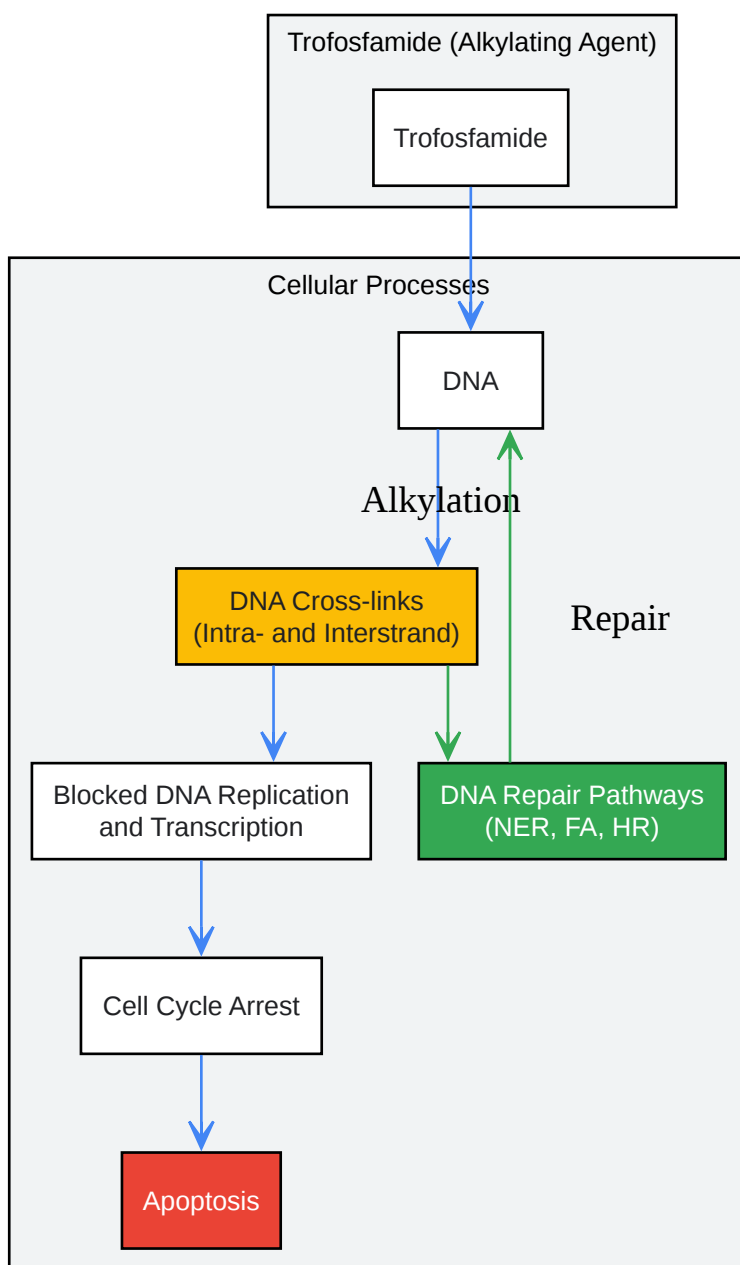 Trofosfamide (Alkylating Agent)
Trofosfamide
Cellular Processes
DNA
Alkylation
DNA Cross-links
(Intra- and Interstrand)
Repair
Blocked DNA Replication
and Transcription
DNA Repair Pathways
(NER, FA, HR)
Cell Cycle Arrest
Apoptosis